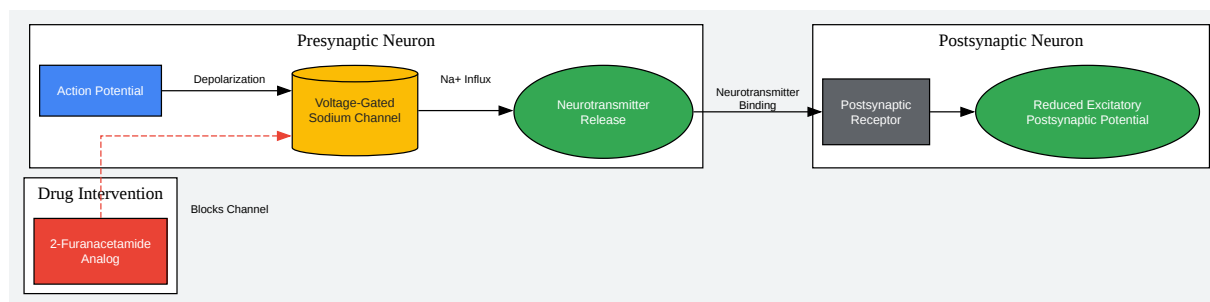 Presynaptic Neuron
Action Potential
Depolarization
Voltage-Gated
Sodium Channel
Na+ Influx
Neurotransmitter
Release
Neurotransmitter
Binding
Postsynaptic Neuron
Postsynaptic
Receptor
Reduced Excitatory
Postsynaptic Potential
Drug Intervention
2-Furanacetamide
Analog
Blocks Channel